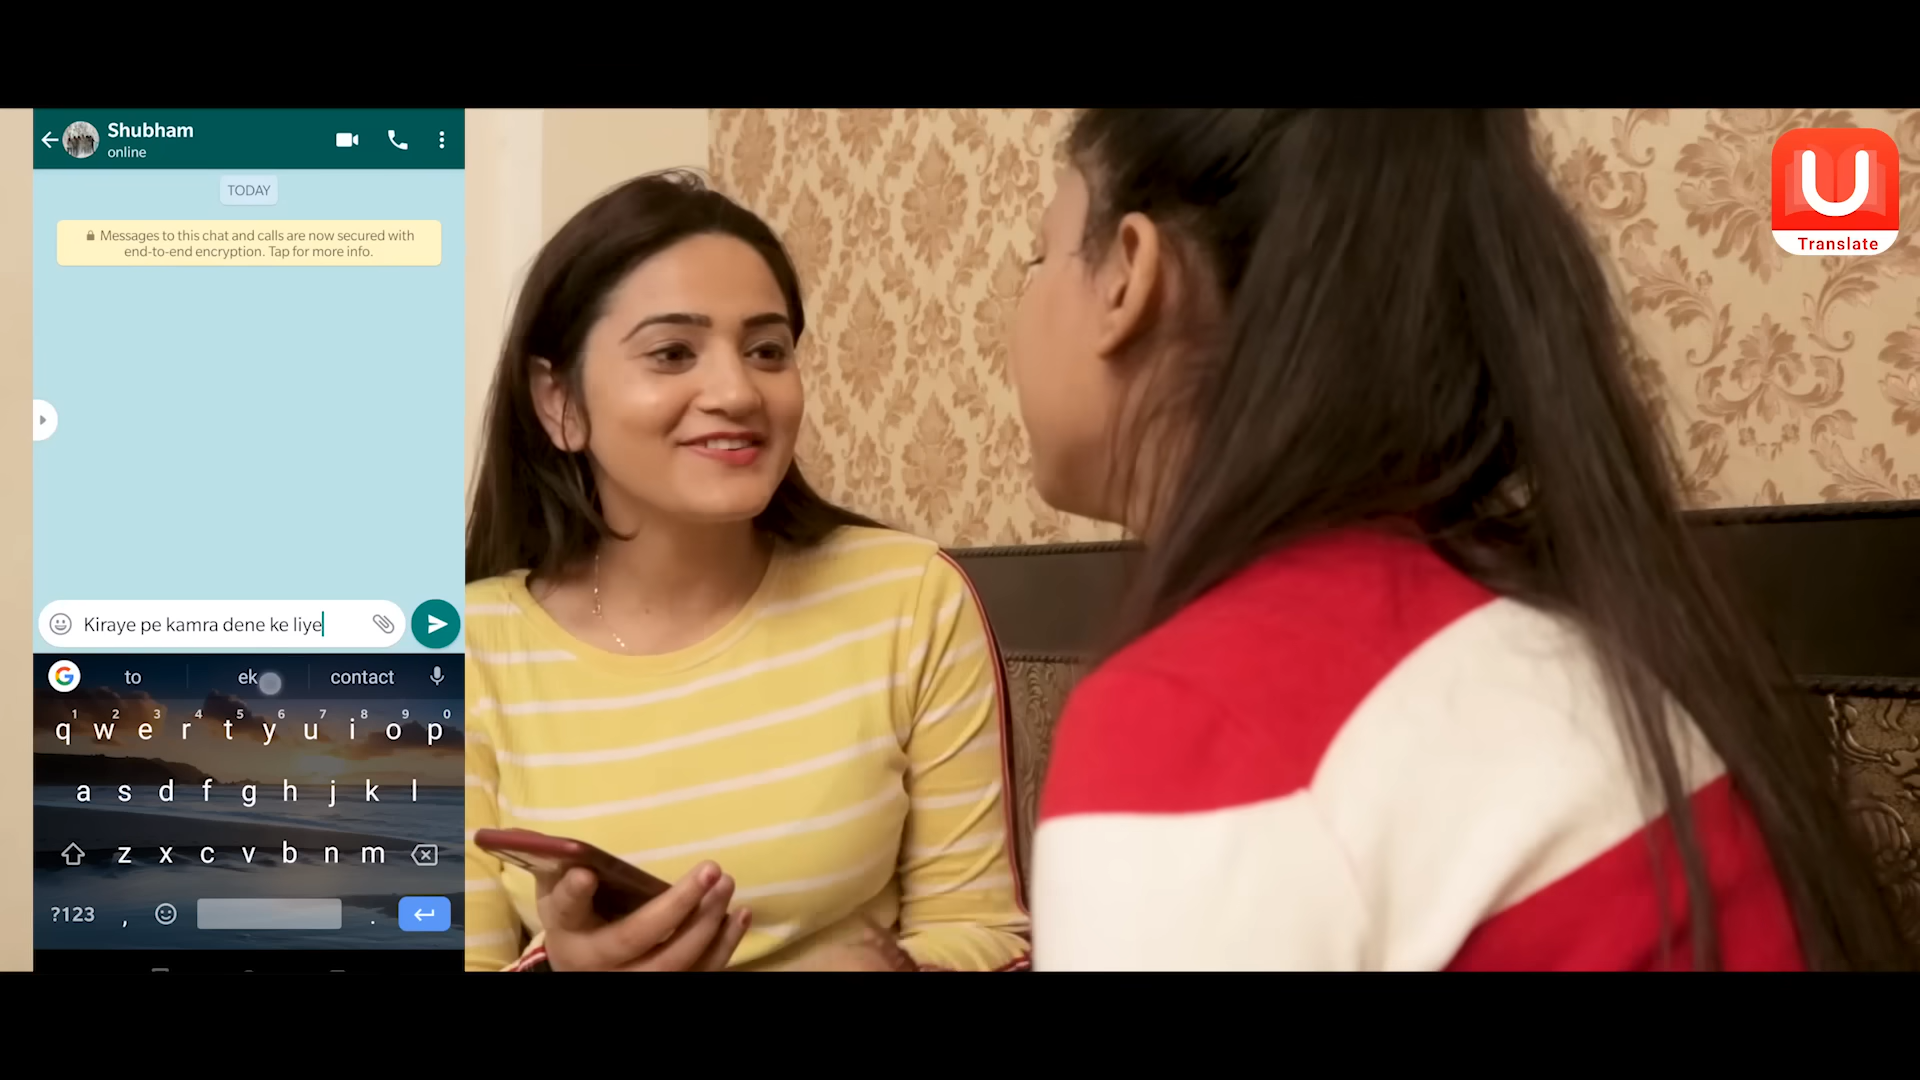 Shubham
online
TODAY
Messages to this chat and calls are now secured with
end-to-end encryption. Tap for more info.
Kiraye pe kamra dene ke liye
to ek contact
1 2 3 4 5 6 7 8 9 0
q w e r t y u i o p
a s d f g h j k l
z x c v b n m
?123 , .
U
Translate
G